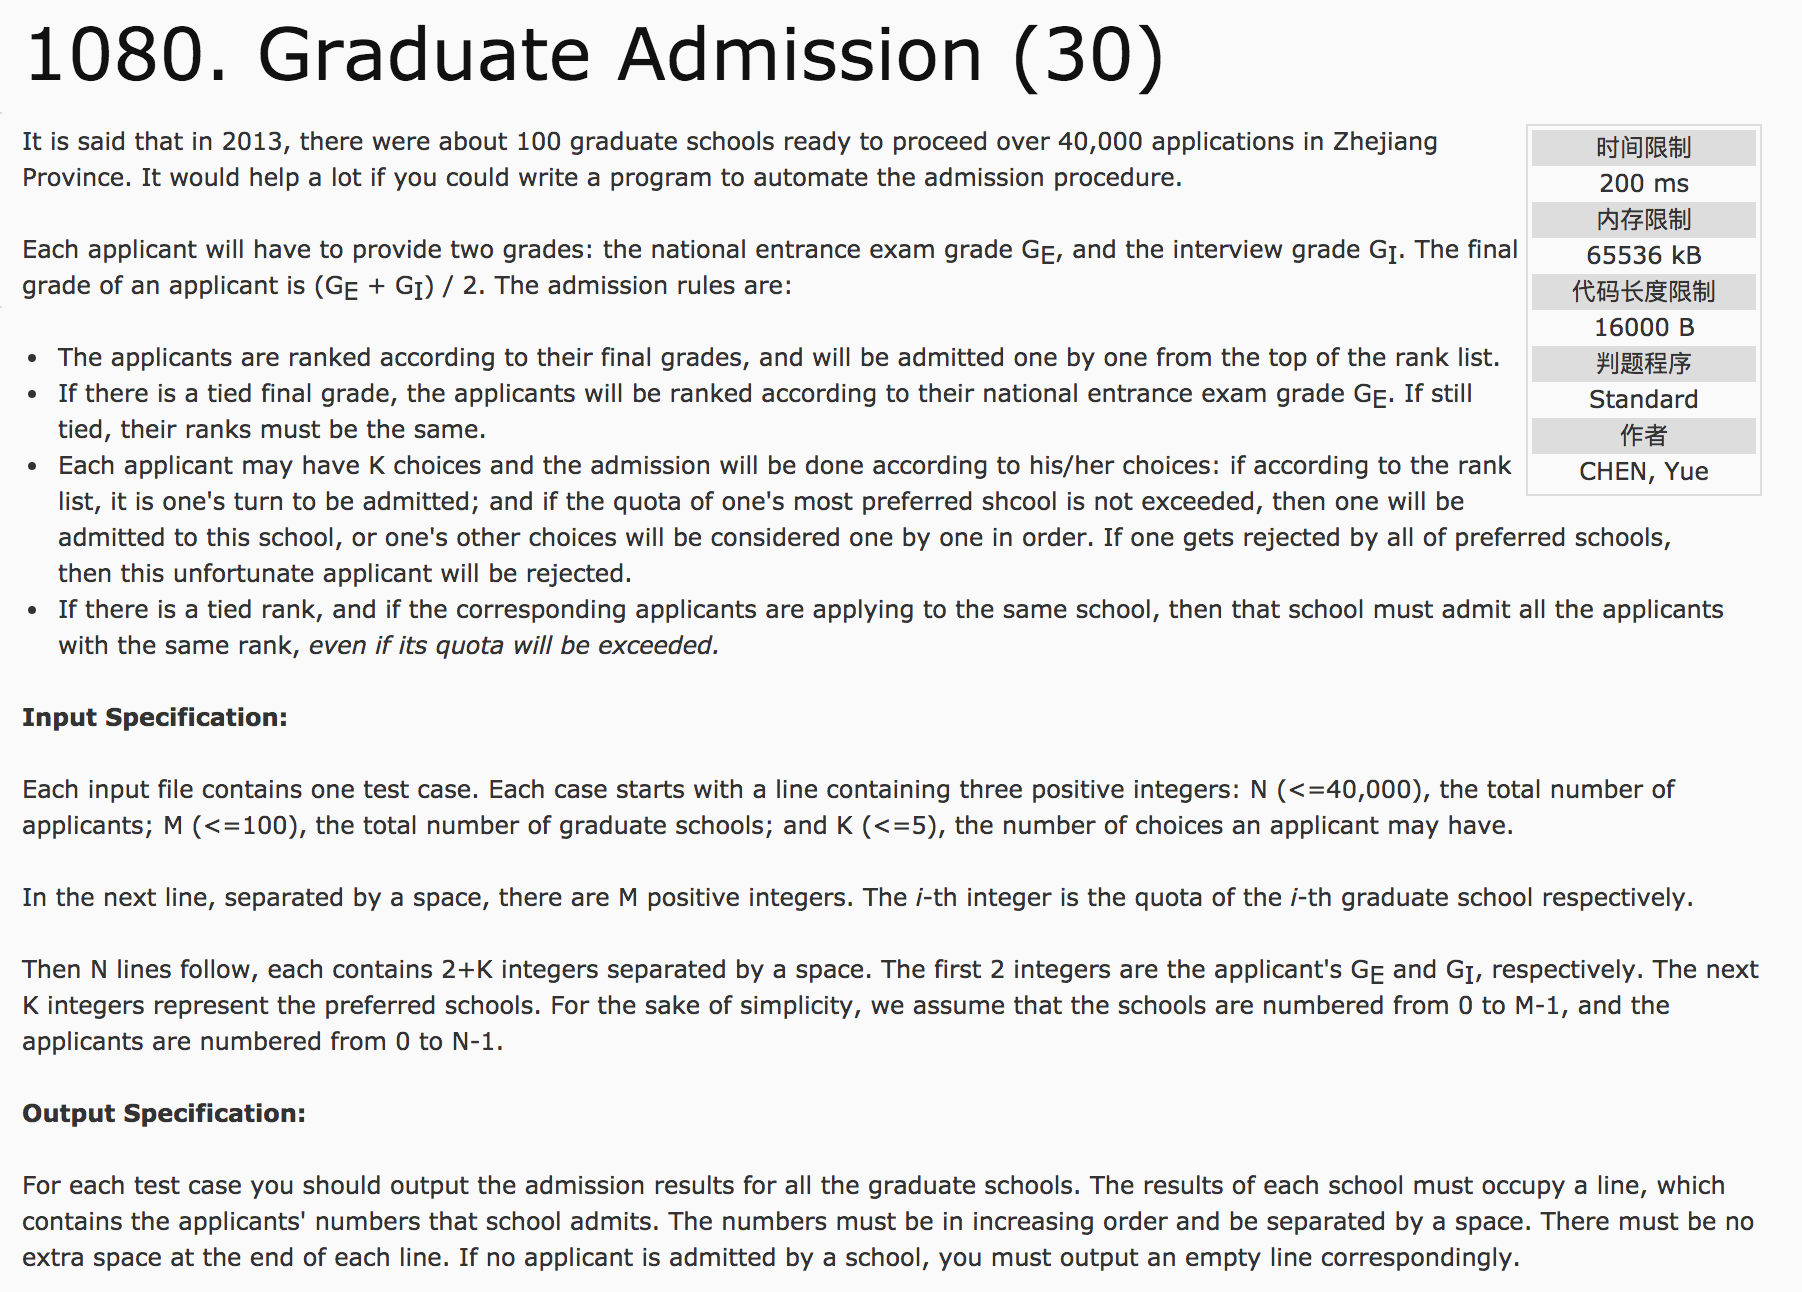 1080. Graduate Admission (30)
It is said that in 2013, there were about 100 graduate schools ready to proceed over 40,000 applications in Zhejiang
Province. It would help a lot if you could write a program to automate the admission procedure.
时间限制
200 ms
内存限制
65536 kB
代码长度限制
16000 B
判题程序
Standard
作者
CHEN, Yue
Each applicant will have to provide two grades: the national entrance exam grade GE, and the interview grade GI. The final
grade of an applicant is (GE + GI) / 2. The admission rules are:
• The applicants are ranked according to their final grades, and will be admitted one by one from the top of the rank list.
• If there is a tied final grade, the applicants will be ranked according to their national entrance exam grade GE. If still
tied, their ranks must be the same.
• Each applicant may have K choices and the admission will be done according to his/her choices: if according to the rank
list, it is one's turn to be admitted; and if the quota of one's most preferred shcool is not exceeded, then one will be
admitted to this school, or one's other choices will be considered one by one in order. If one gets rejected by all of preferred schools,
then this unfortunate applicant will be rejected.
• If there is a tied rank, and if the corresponding applicants are applying to the same school, then that school must admit all the applicants
with the same rank, even if its quota will be exceeded.
Input Specification:
Each input file contains one test case. Each case starts with a line containing three positive integers: N (<=40,000), the total number of
applicants; M (<=100), the total number of graduate schools; and K (<=5), the number of choices an applicant may have.
In the next line, separated by a space, there are M positive integers. The i-th integer is the quota of the i-th graduate school respectively.
Then N lines follow, each contains 2+K integers separated by a space. The first 2 integers are the applicant's GE and GI, respectively. The next
K integers represent the preferred schools. For the sake of simplicity, we assume that the schools are numbered from 0 to M-1, and the
applicants are numbered from 0 to N-1.
Output Specification:
For each test case you should output the admission results for all the graduate schools. The results of each school must occupy a line, which
contains the applicants' numbers that school admits. The numbers must be in increasing order and be separated by a space. There must be no
extra space at the end of each line. If no applicant is admitted by a school, you must output an empty line correspondingly.